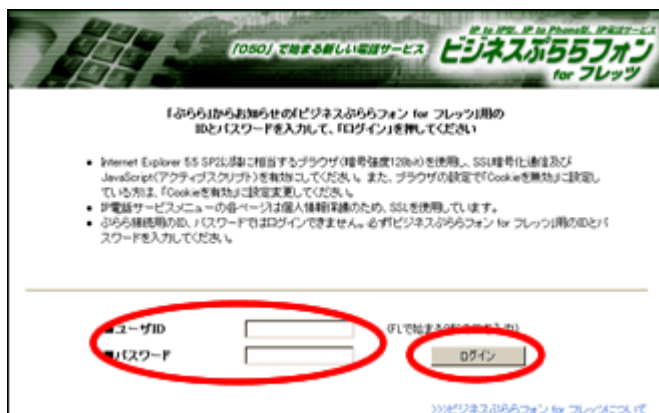 IP to IP網、IP to Phone網、IP電話サービス
「050」で始まる新しい電話サービス
ビジネスぷららフォン
for フレッツ
「ぷらら」からお知らせの「ビジネスぷららフォン for フレッツ」用の
IDとパスワードを入力して、「ログイン」を押してください
● Internet Explorer 5.5 SP2以降に相当するブラウザ(暗号強度128bit)を使用し、SSL暗号化通信及び
JavaScript(アクティブスクリプト)を有効にしてください。また、ブラウザの設定で「Cookieを無効」に設定し
ている方は、「Cookieを有効」に設定変更してください。
● IP電話サービスメニューの各ページは個人情報保護のため、SSLを使用しています。
● ぷらら接続用のID、パスワードではログインできません。必ず「ビジネスぷららフォン for フレッツ」用のIDとパ
スワードを入力してください。
■ユーザID
(FLで始まる
■パスワード
ログイン
>>>ビジネスぷららフォン for フレッツについて